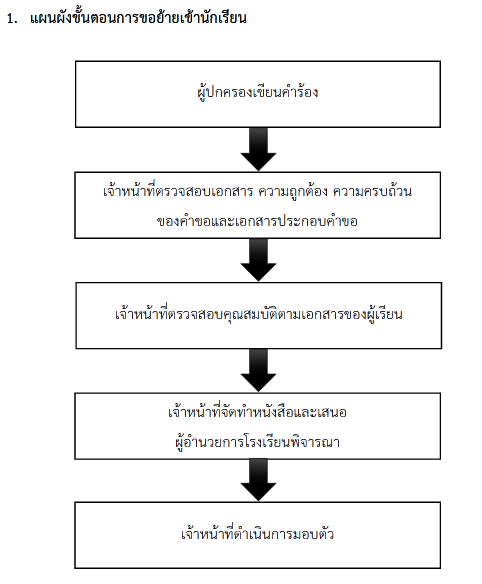 1. แผนผังขั้นตอนการขอย้ายเข้านักเรียน
ผู้ปกครองเขียนคำร้อง
เจ้าหน้าที่ตรวจสอบเอกสาร ความถูกต้อง ความครบถ้วน
ของคำขอและเอกสารประกอบคำขอ
เจ้าหน้าที่ตรวจสอบคุณสมบัติตามเอกสารของผู้เรียน
เจ้าหน้าที่จัดทำหนังสือและเสนอ
ผู้อำนวยการโรงเรียนพิจารณา
เจ้าหน้าที่ดำเนินการมอบตัว